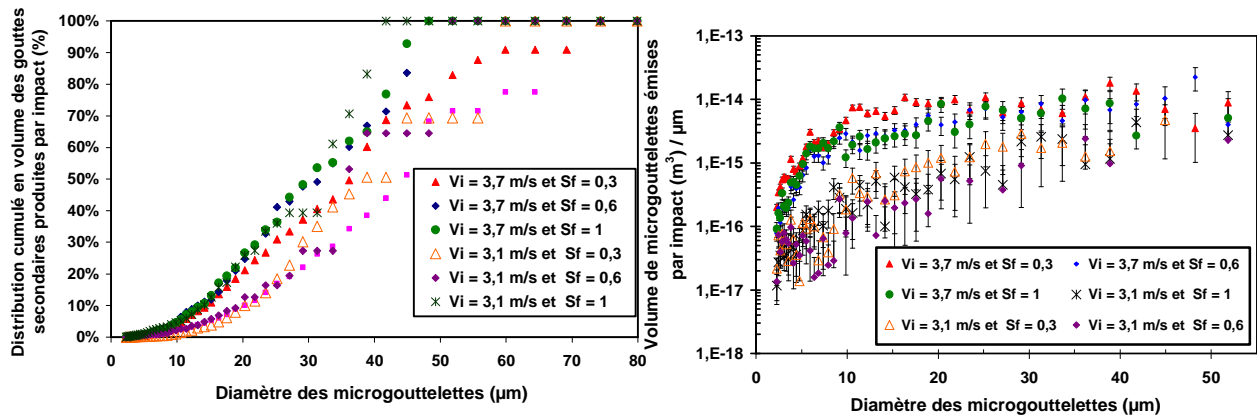 Distribution cumulé en volume des gouttes
secondaires produites par impact (%)
100%
90%
80%
70%
60%
50%
40%
30%
20%
10%
0%
0 10 20 30 40 50 60 70 80
Diamètre des microgouttelettes (µm)
Vi = 3,7 m/s et Sf = 0,3
Vi = 3,7 m/s et Sf = 0,6
Vi = 3,7 m/s et Sf = 1
Vi = 3,1 m/s et Sf = 0,3
Vi = 3,1 m/s et Sf = 0,6
Vi = 3,1 m/s et Sf = 1
Volume de microgouttelettes émises
par impact (m³) / µm
1,E-13
1,E-14
1,E-15
1,E-16
1,E-17
1,E-18
0 10 20 30 40 50
Diamètre des microgouttelettes (µm)
Vi = 3,7 m/s et Sf = 0,3 Vi = 3,7 m/s et Sf = 0,6
Vi = 3,7 m/s et Sf = 1 Vi = 3,1 m/s et Sf = 1
Vi = 3,1 m/s et Sf = 0,3 Vi = 3,1 m/s et Sf = 0,6